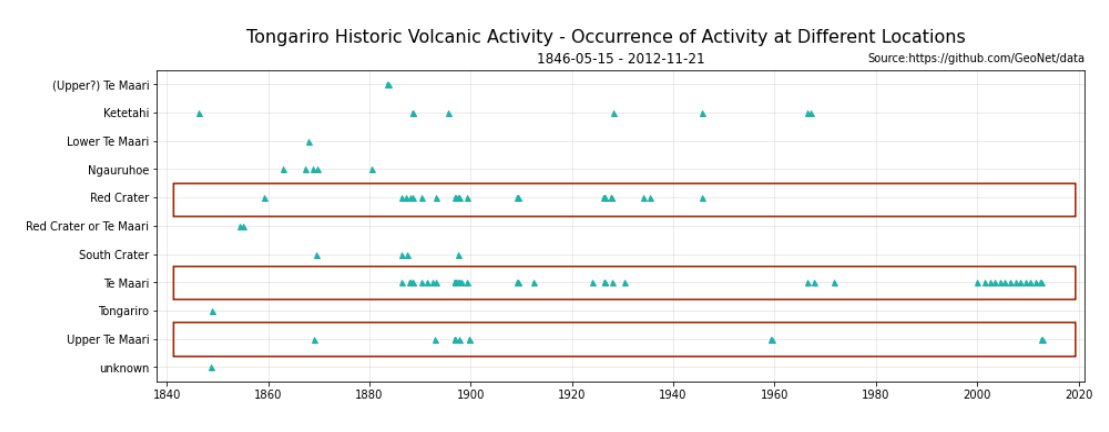 Tongariro Historic Volcanic Activity - Occurrence of Activity at Different Locations
1846-05-15 - 2012-11-21
Source:https://github.com/GeoNet/data
(Upper?) Te Maari
Ketetahi
Lower Te Maari
Ngauruhoe
Red Crater
Red Crater or Te Maari
South Crater
Te Maari
Tongariro
Upper Te Maari
unknown
1840 1860 1880 1900 1920 1940 1960 1980 2000 2020